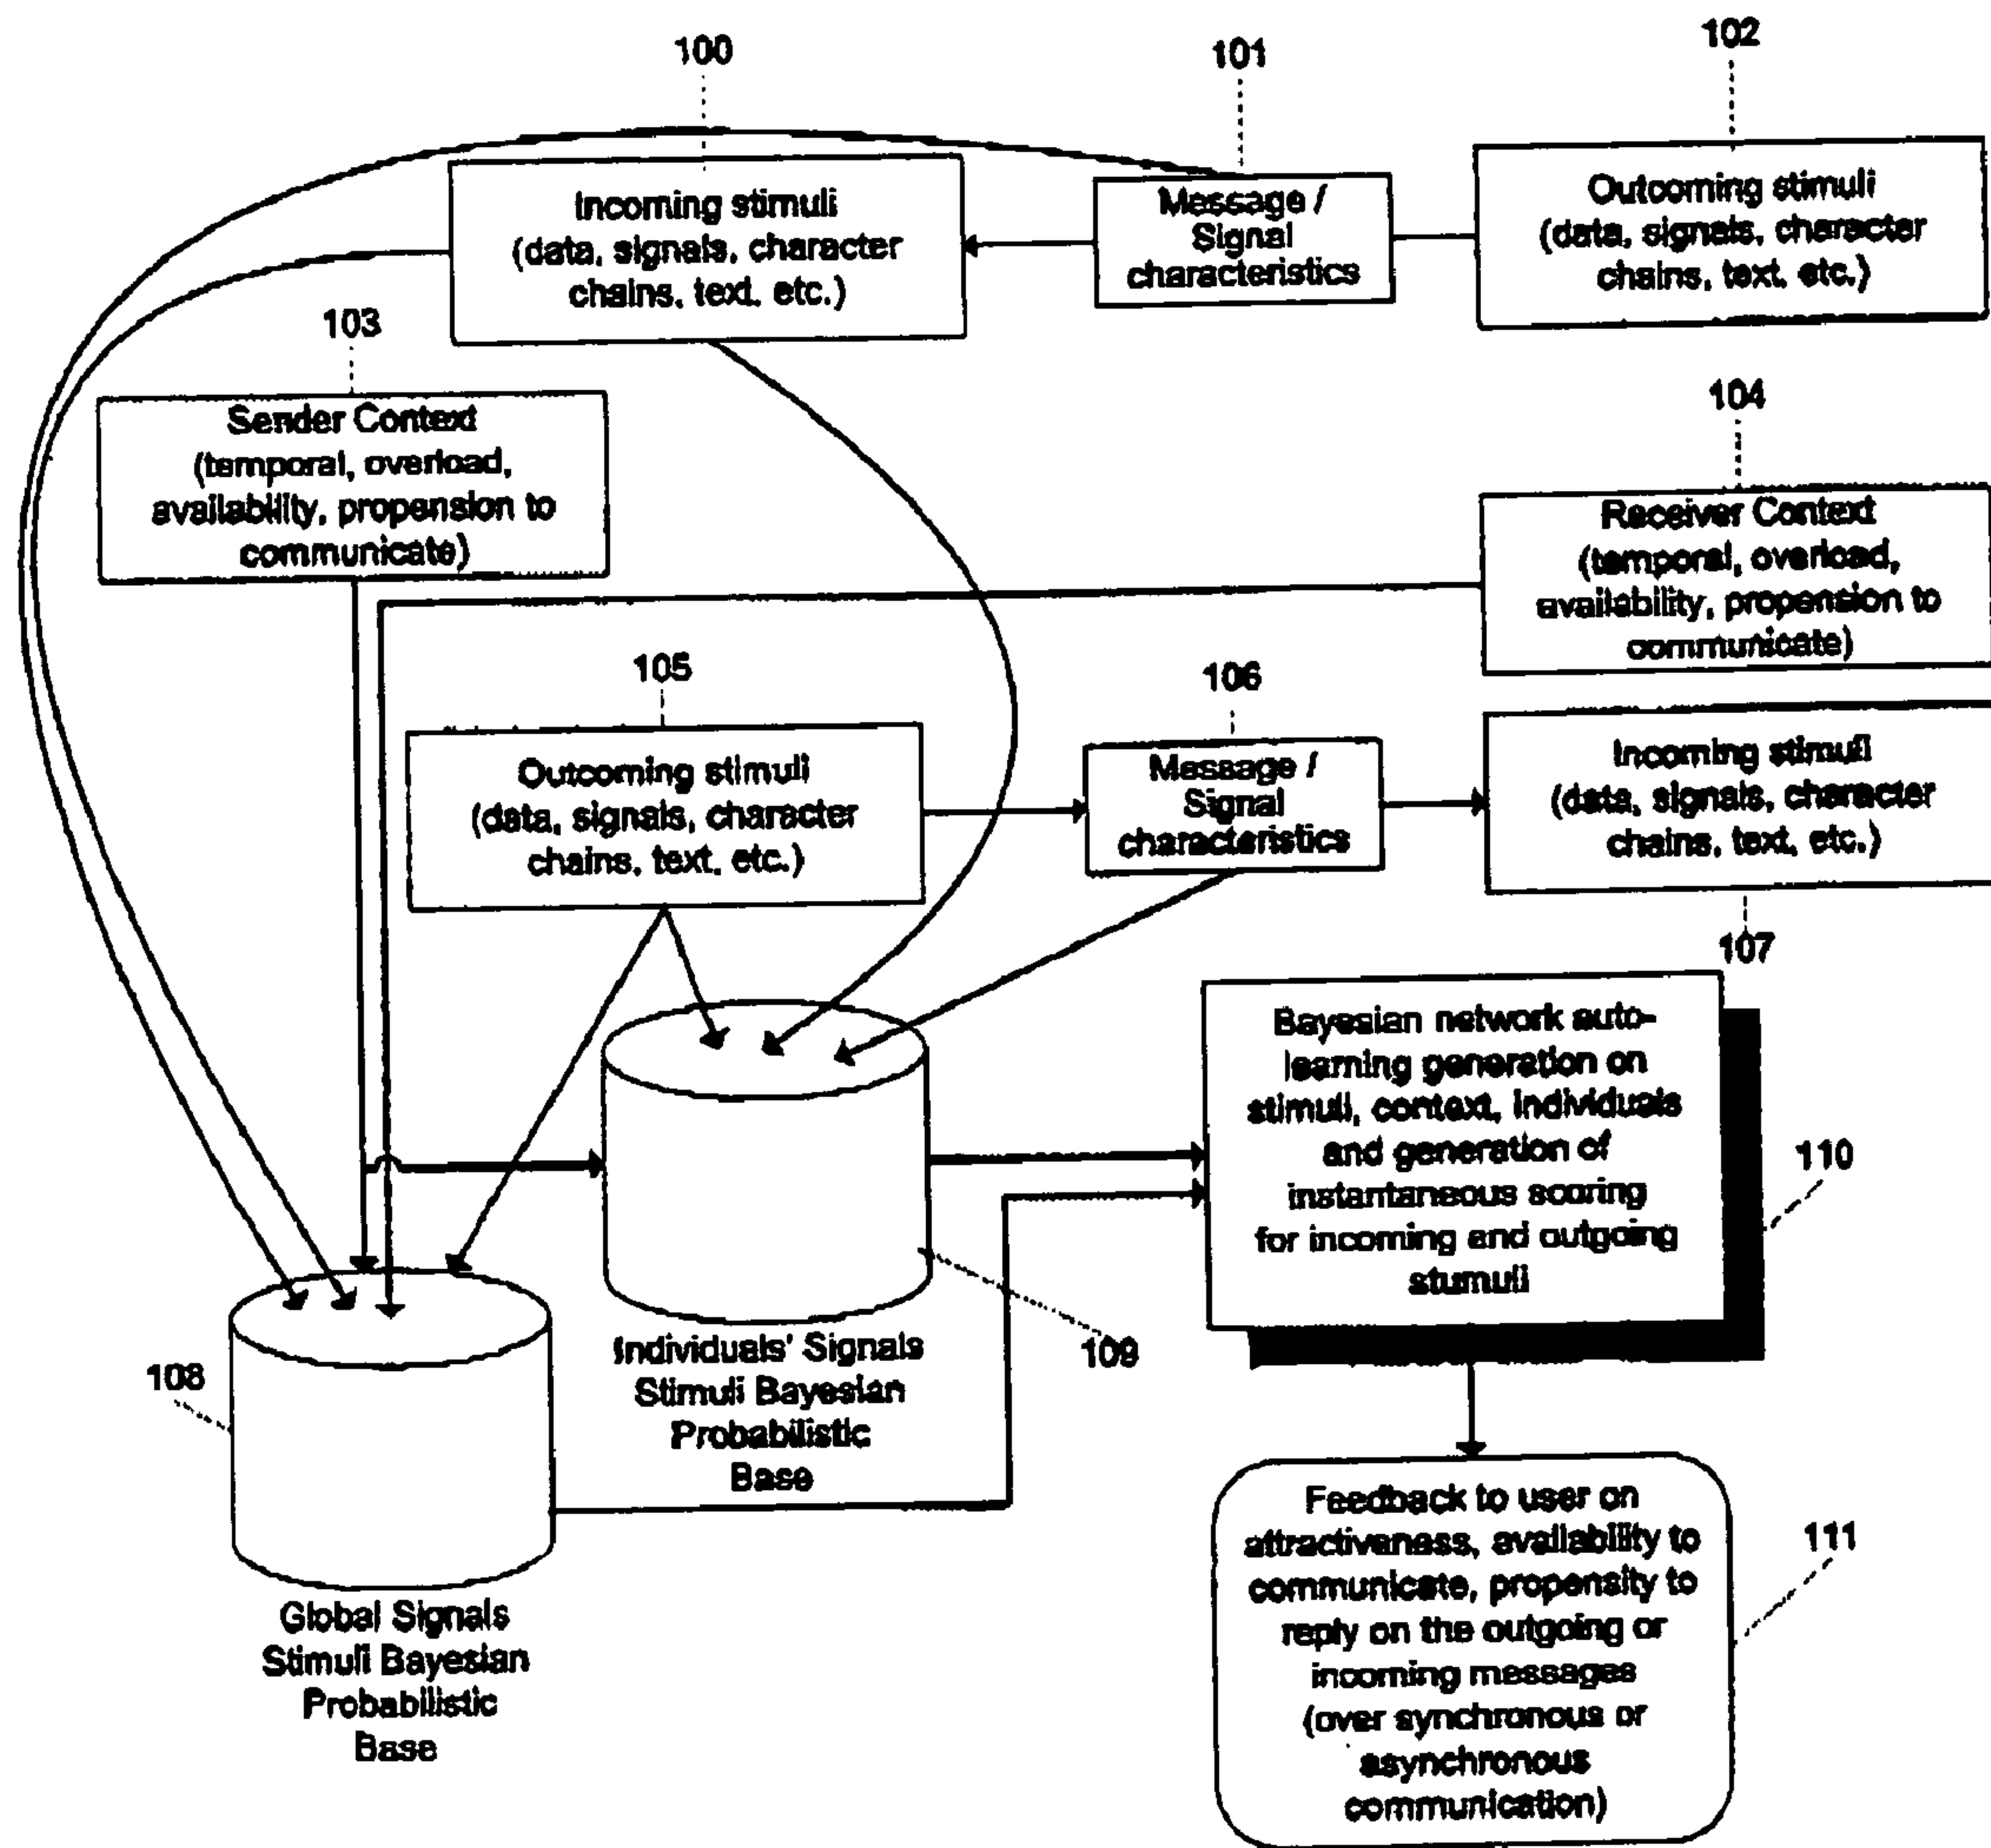 100
101
102
Incoming stimuli
(data, signals, character
chains, text, etc.)
Message /
Signal
characteristics
Outcoming stimuli
(data, signals, character
chains, text, etc.)
103
Sender Context
(temporal, overload,
availability, propension to
communicate)
104
Receiver Context
(temporal, overload,
availability, propension to
communicate)
105
Outcoming stimuli
(data, signals, character
chains, text, etc.)
106
Message /
Signal
characteristics
Incoming stimuli
(data, signals, character
chains, text, etc.)
107
Bayesian network auto-
learning generation on
stimuli, context, individuals
and generation of
instantaneous scoring
for incoming and outgoing
stumuli
110
Individuals' Signals
Stimuli Bayesian
Probabilistic
Base
109
108
Global Signals
Stimuli Bayesian
Probabilistic
Base
Feedback to user on
attractiveness, availability to
communicate, propensity to
reply on the outgoing or
incoming messages
(over synchronous or
asynchronous
communication)
111